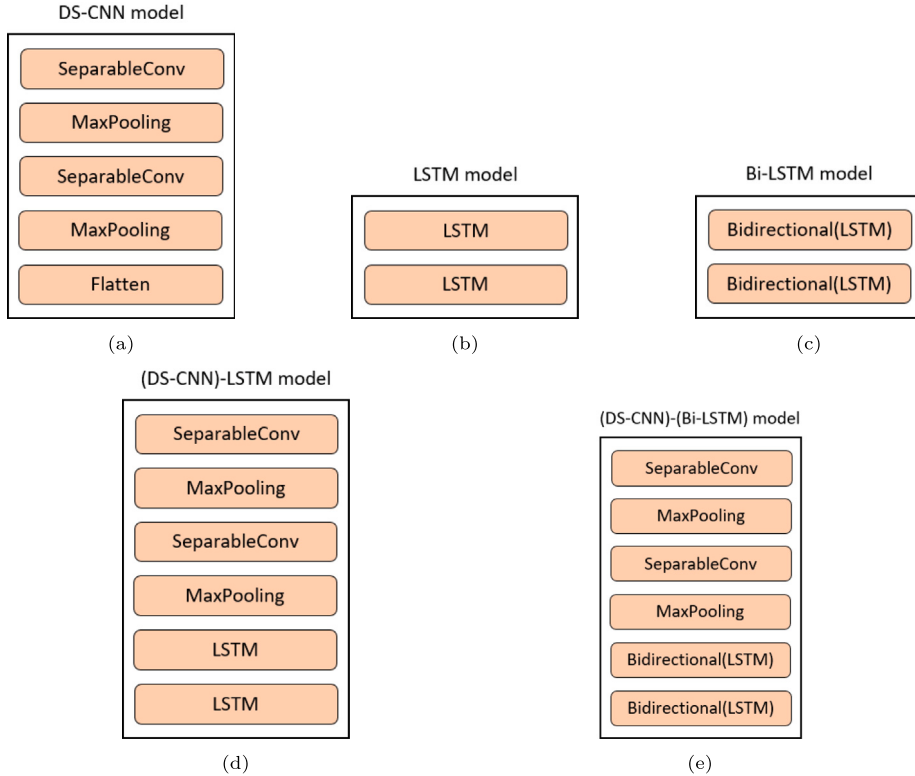 DS-CNN model
SeparableConv
MaxPooling
SeparableConv
MaxPooling
Flatten
(a)
LSTM model
LSTM
LSTM
(b)
Bi-LSTM model
Bidirectional(LSTM)
Bidirectional(LSTM)
(c)
(DS-CNN)-LSTM model
SeparableConv
MaxPooling
SeparableConv
MaxPooling
LSTM
LSTM
(d)
(DS-CNN)-(Bi-LSTM) model
SeparableConv
MaxPooling
SeparableConv
MaxPooling
Bidirectional(LSTM)
Bidirectional(LSTM)
(e)